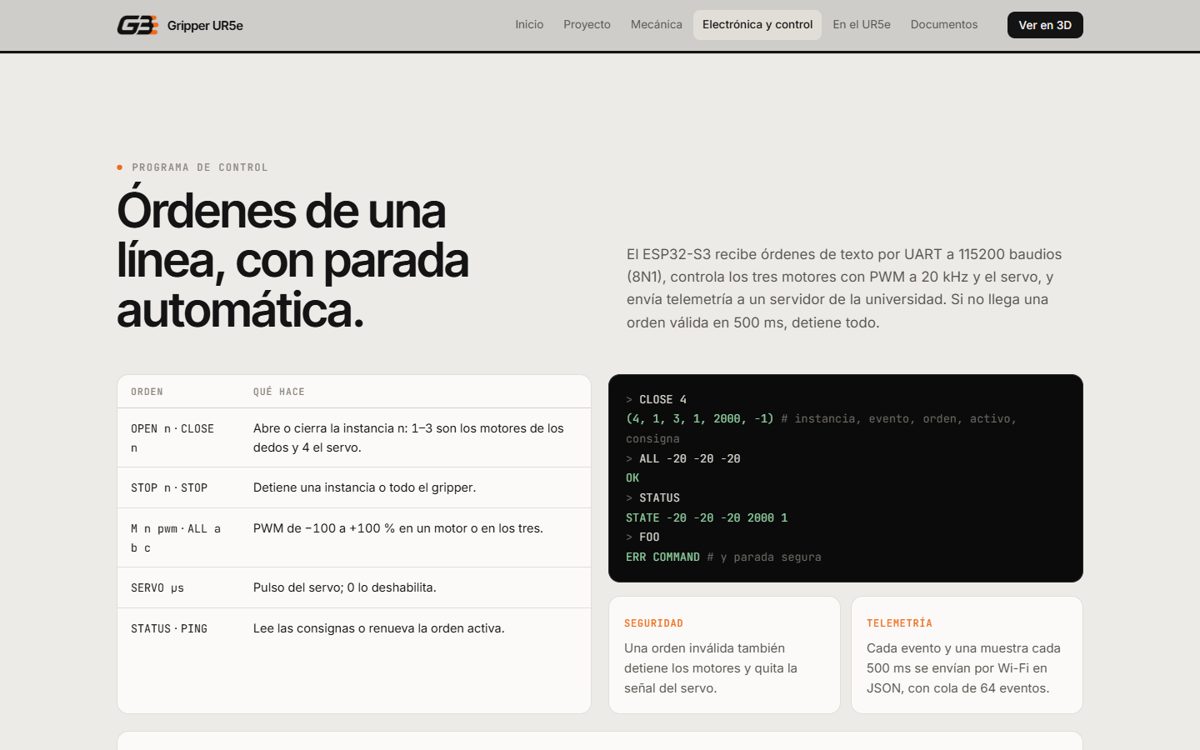 G3 Gripper UR5e
Inicio Proyecto Mecánica Electrónica y control En el UR5e Documentos Ver en 3D
PROGRAMA DE CONTROL
Órdenes de una
línea, con parada
automática.
El ESP32-S3 recibe órdenes de texto por UART a 115200 baudios
(8N1), controla los tres motores con PWM a 20 kHz y el servo, y
envía telemetría a un servidor de la universidad. Si no llega una
orden válida en 500 ms, detiene todo.
ORDEN QUÉ HACE
OPEN n · CLOSE
n
Abre o cierra la instancia n: 1–3 son los motores de los
dedos y 4 el servo.
STOP n · STOP Detiene una instancia o todo el gripper.
M n pwm · ALL a
b c
PWM de −100 a +100 % en un motor o en los tres.
SERVO µs Pulso del servo; 0 lo deshabilita.
STATUS · PING Lee las consignas o renueva la orden activa.
> CLOSE 4
(4, 1, 3, 1, 2000, -1) # instancia, evento, orden, activo,
consigna
> ALL -20 -20 -20
OK
> STATUS
STATE -20 -20 -20 2000 1
> FOO
ERR COMMAND # y parada segura
SEGURIDAD
Una orden inválida también
detiene los motores y quita la
señal del servo.
TELEMETRÍA
Cada evento y una muestra cada
500 ms se envían por Wi-Fi en
JSON, con cola de 64 eventos.